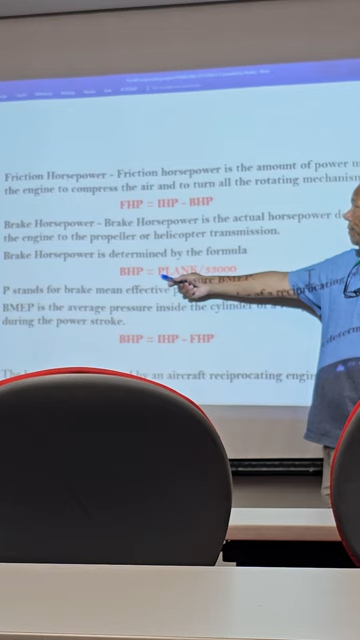 Friction Horsepower - Friction horsepower is the amount of power
the engine to compress the air and to turn all the rotating mechanism
FHP = IHP - BHP
Brake Horsepower - Brake Horsepower is the actual horsepower
the engine to the propeller or helicopter transmission.
Brake Horsepower is determined by the formula
BHP = PLANK/33000
P stands for brake mean effective BMEP
BMEP is the average pressure inside the cylinder of a reciprocating
during the power stroke.
BHP = IHP - FHP
by an aircraft reciprocating